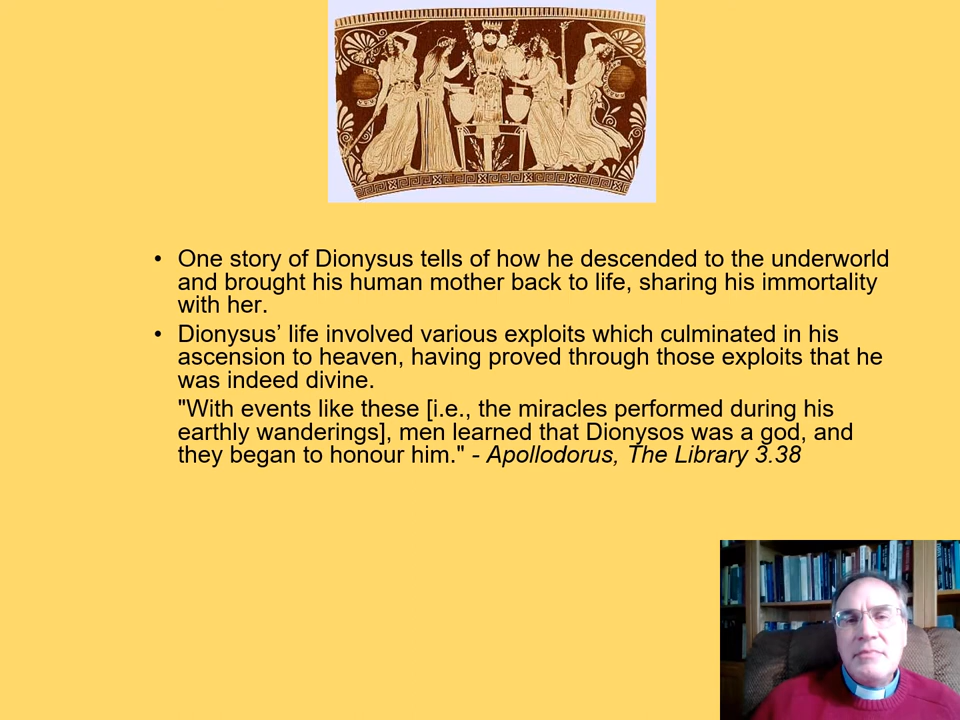 • One story of Dionysus tells of how he descended to the underworld
and brought his human mother back to life, sharing his immortality
with her.
• Dionysus’ life involved various exploits which culminated in his
ascension to heaven, having proved through those exploits that he
was indeed divine.
"With events like these [i.e., the miracles performed during his
earthly wanderings], men learned that Dionysos was a god, and
they began to honour him." - Apollodorus, The Library 3.38